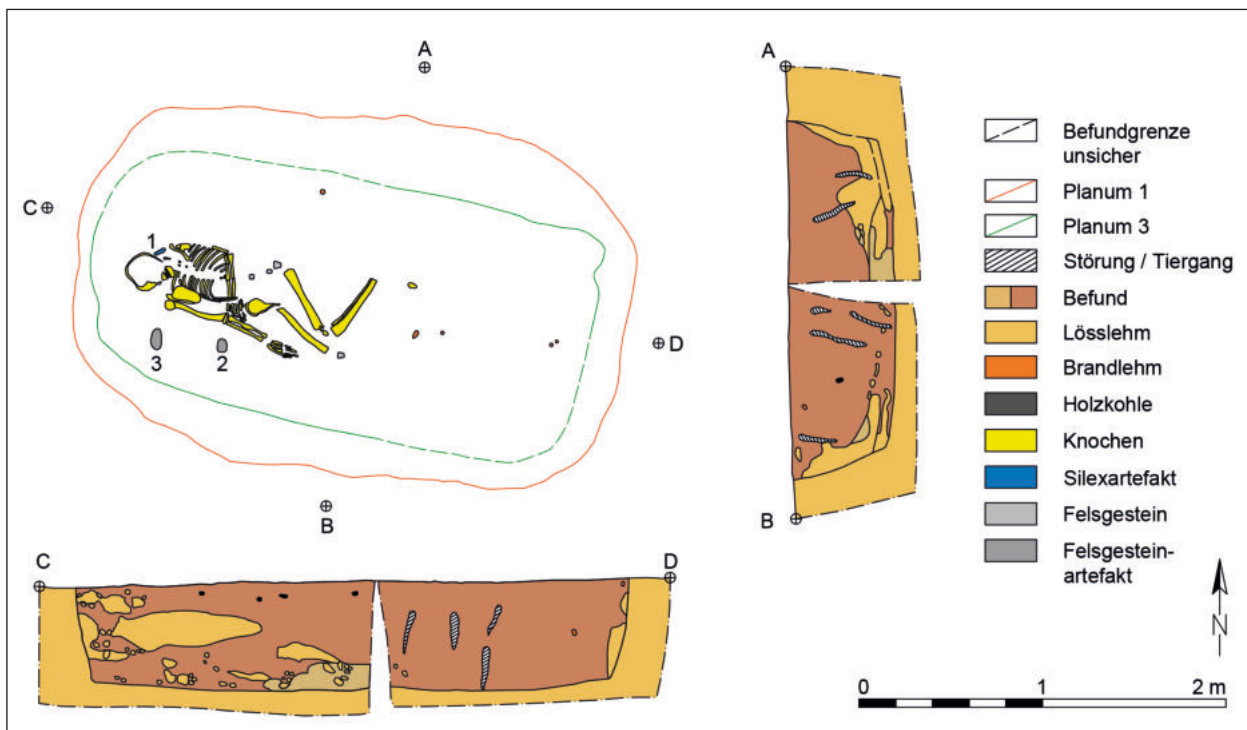 A
C
D
1
3
2
B
A
B
C
D
Befundgrenze
unsicher
Planum 1
Planum 3
Störung / Tiergang
Befund
Lösslehm
Brandlehm
Holzkohle
Knochen
Silexartefakt
Felsgestein
Felsgestein-
artefakt
N
0 1 2 m